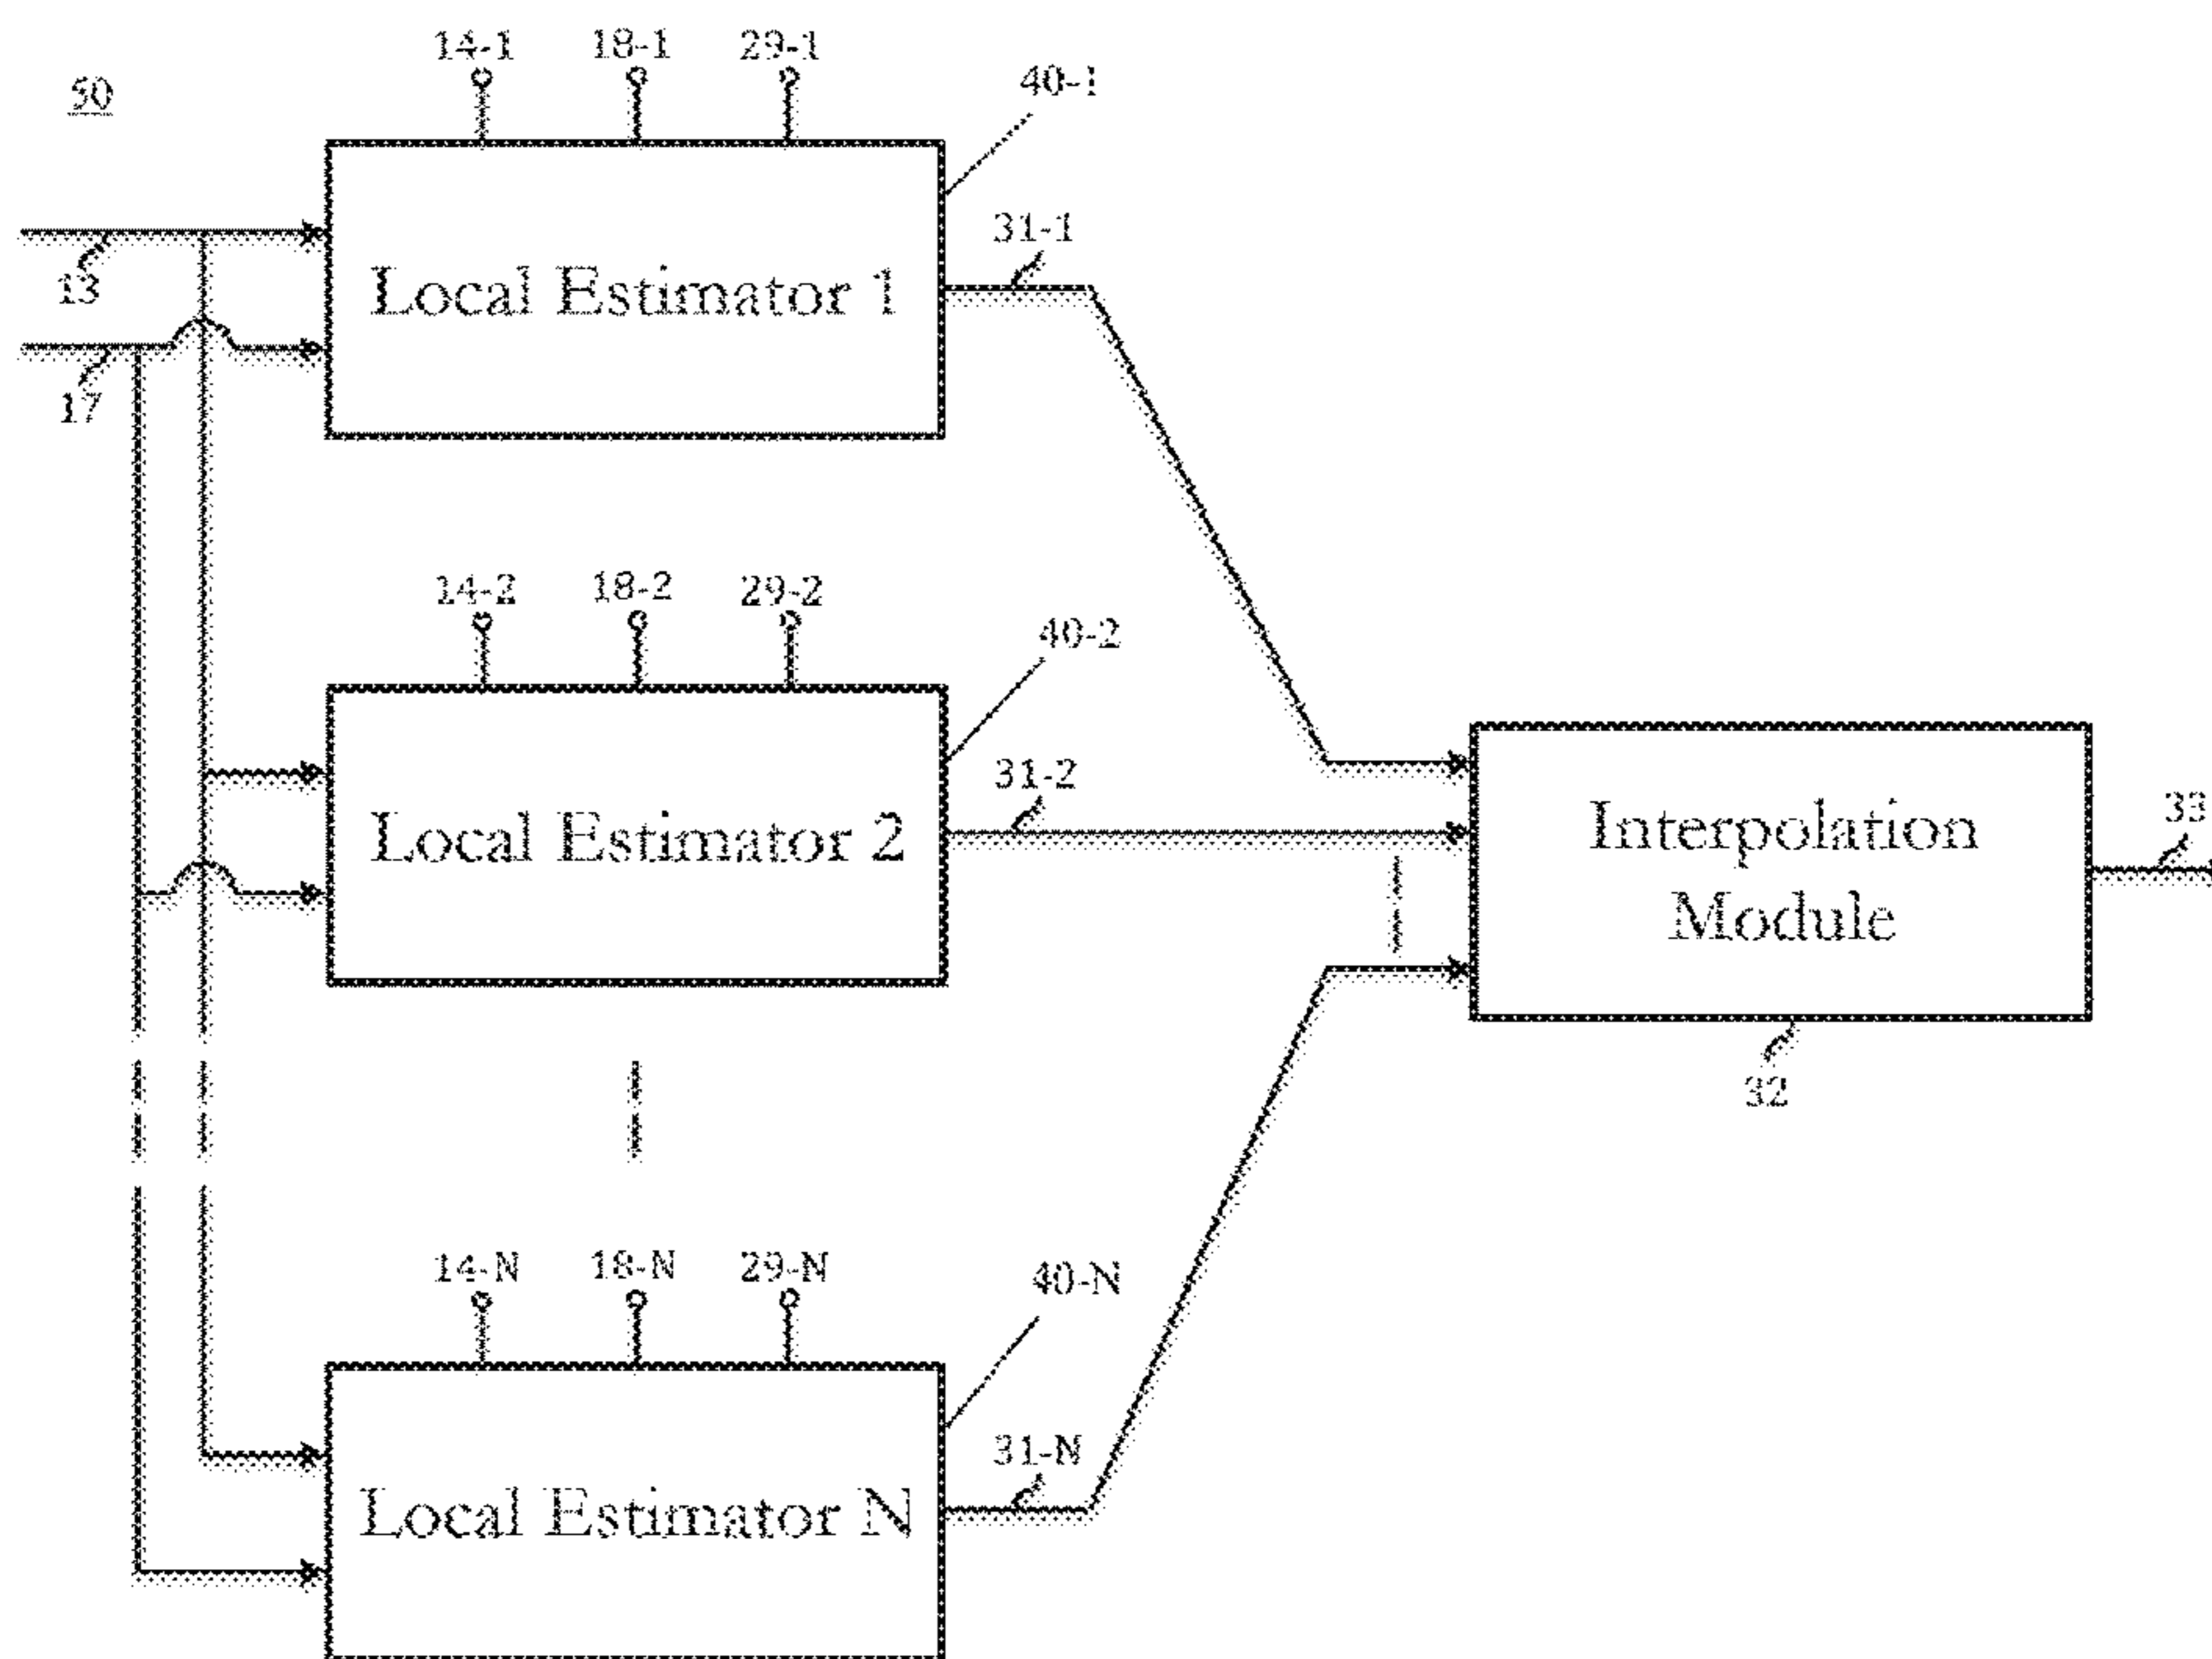 50
14-1 18-1 29-1
40-1
13
17
Local Estimator 1
31-1
14-2 18-2 29-2
40-2
Local Estimator 2
31-2
Interpolation
Module
33
32
14-N 18-N 29-N
40-N
Local Estimator N
31-N